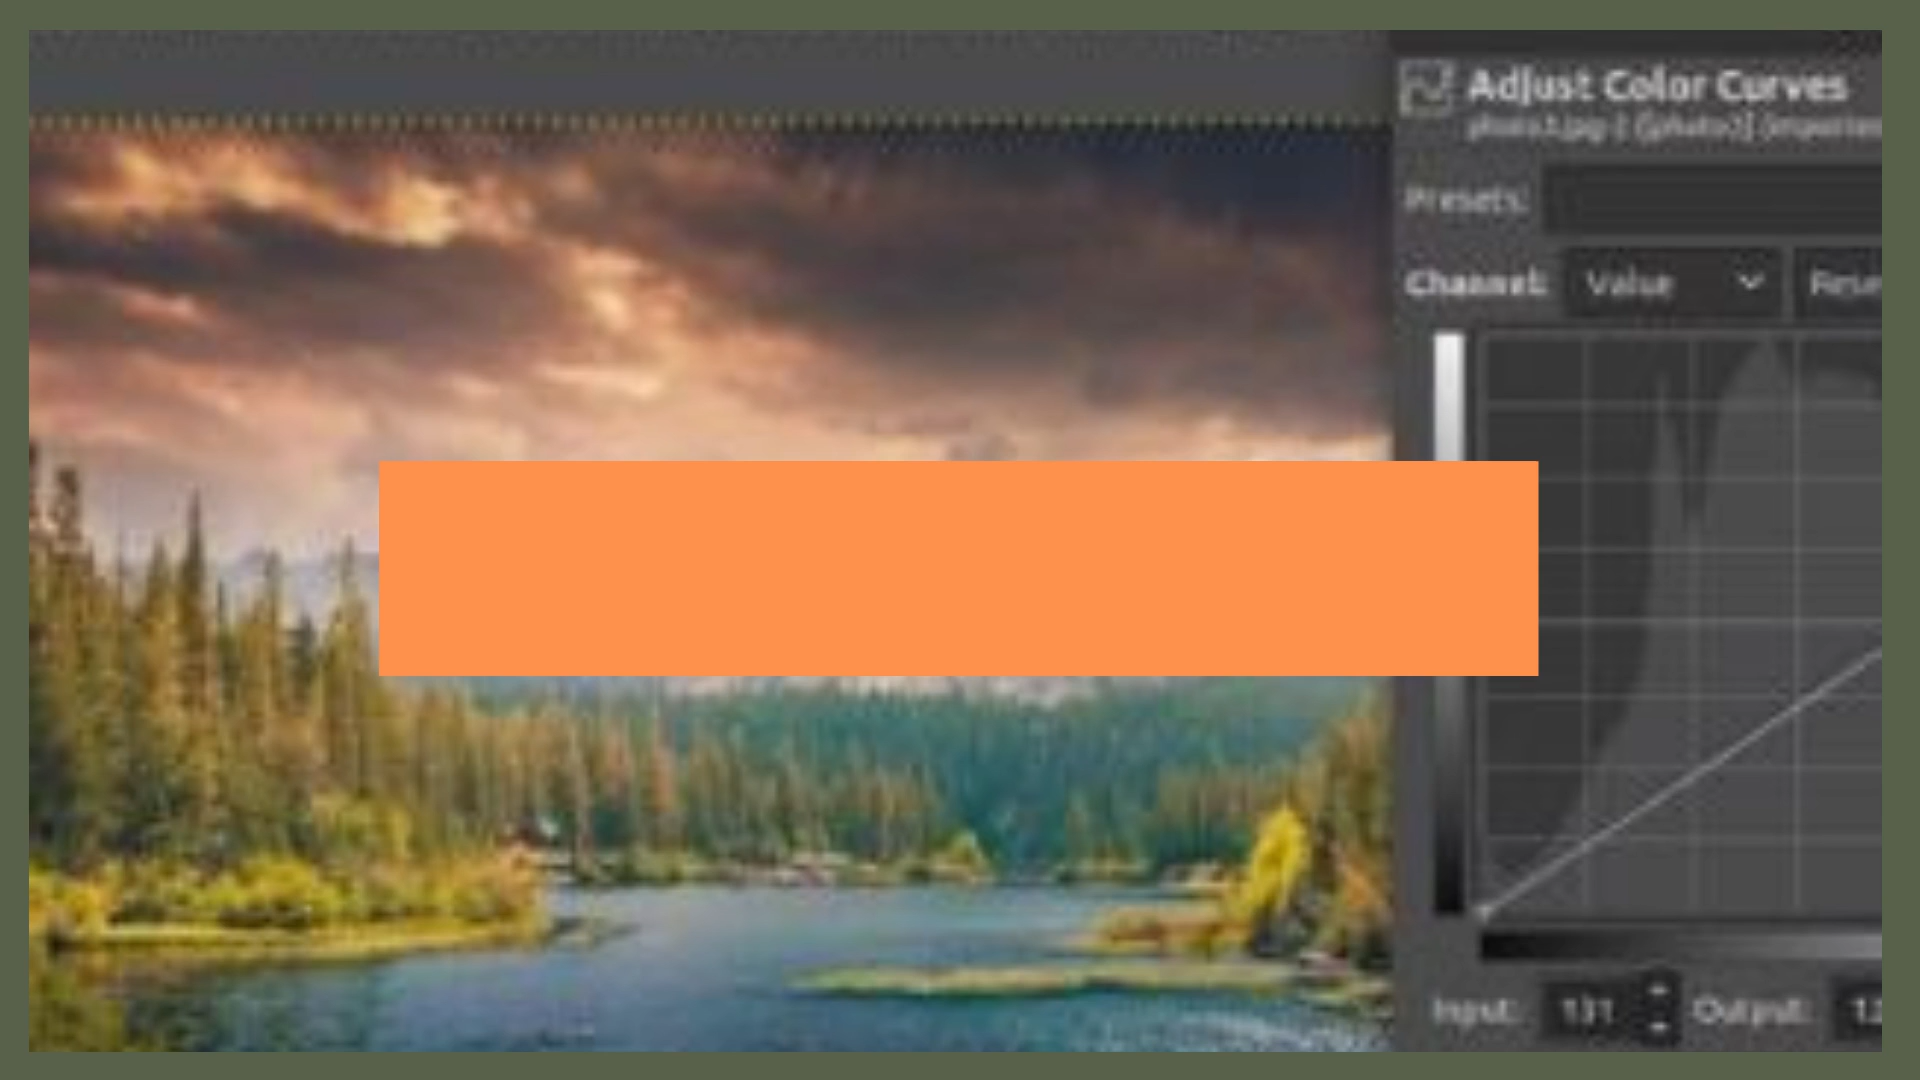 Adjust Color Curves
Presets:
Channel: Value
Input: 131 Output: